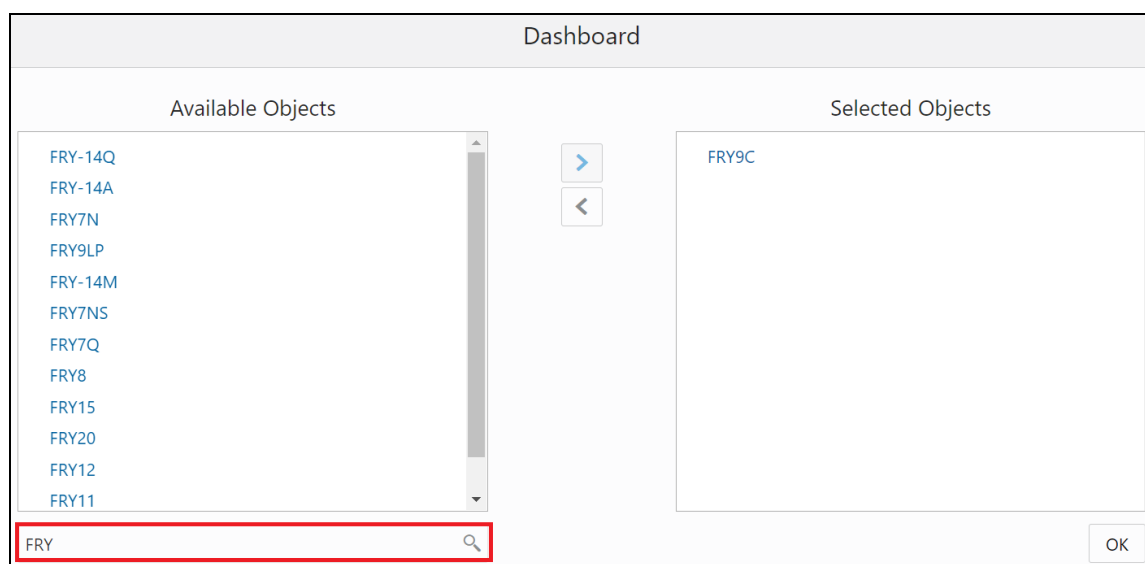 Dashboard
Available Objects
Selected Objects
FRY-14Q
FRY-14A
FRY7N
FRY9LP
FRY-14M
FRY7NS
FRY7Q
FRY8
FRY15
FRY20
FRY12
FRY11
FRY9C
FRY
OK